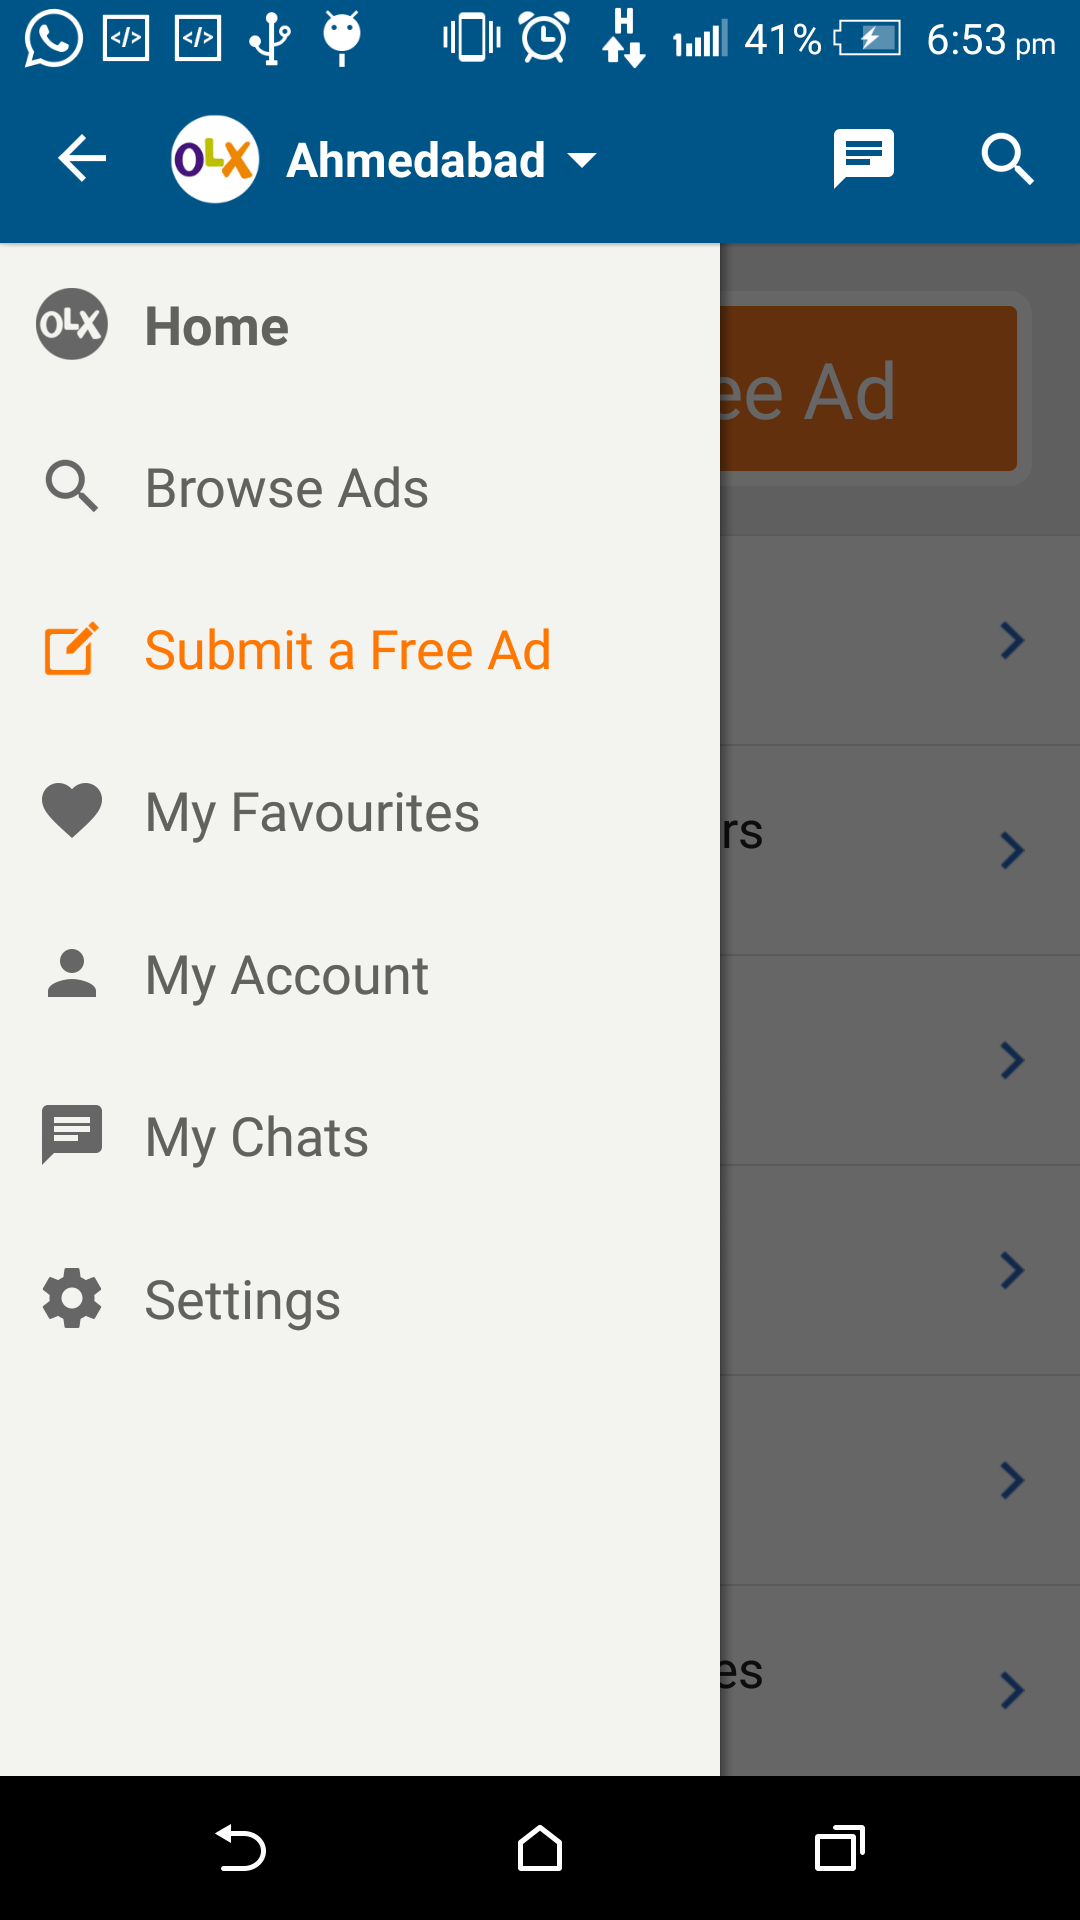 H
41% 6:53 pm
OLX Ahmedabad
OLX Home
ee Ad
Browse Ads
Submit a Free Ad
My Favourites
rs
My Account
My Chats
Settings
es